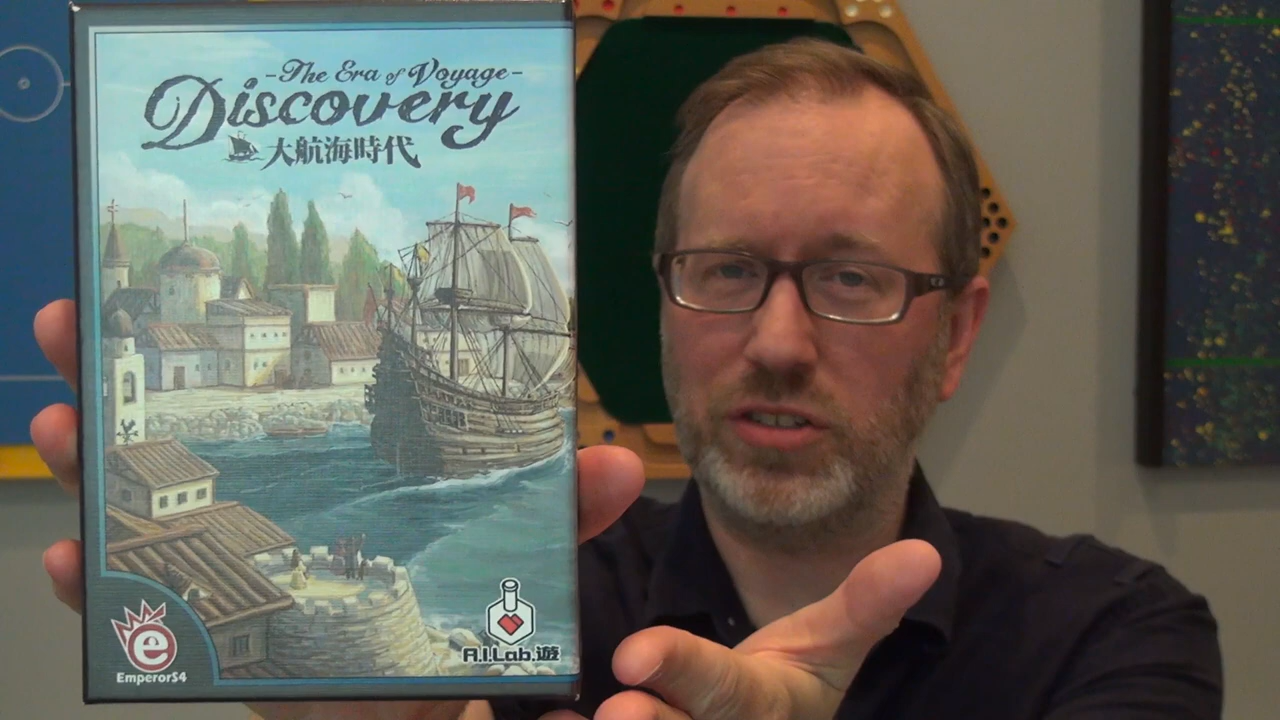 -The Era of Voyage-
Discovery
大航海時代
e
EmperorS4
A.I.Lab.遊